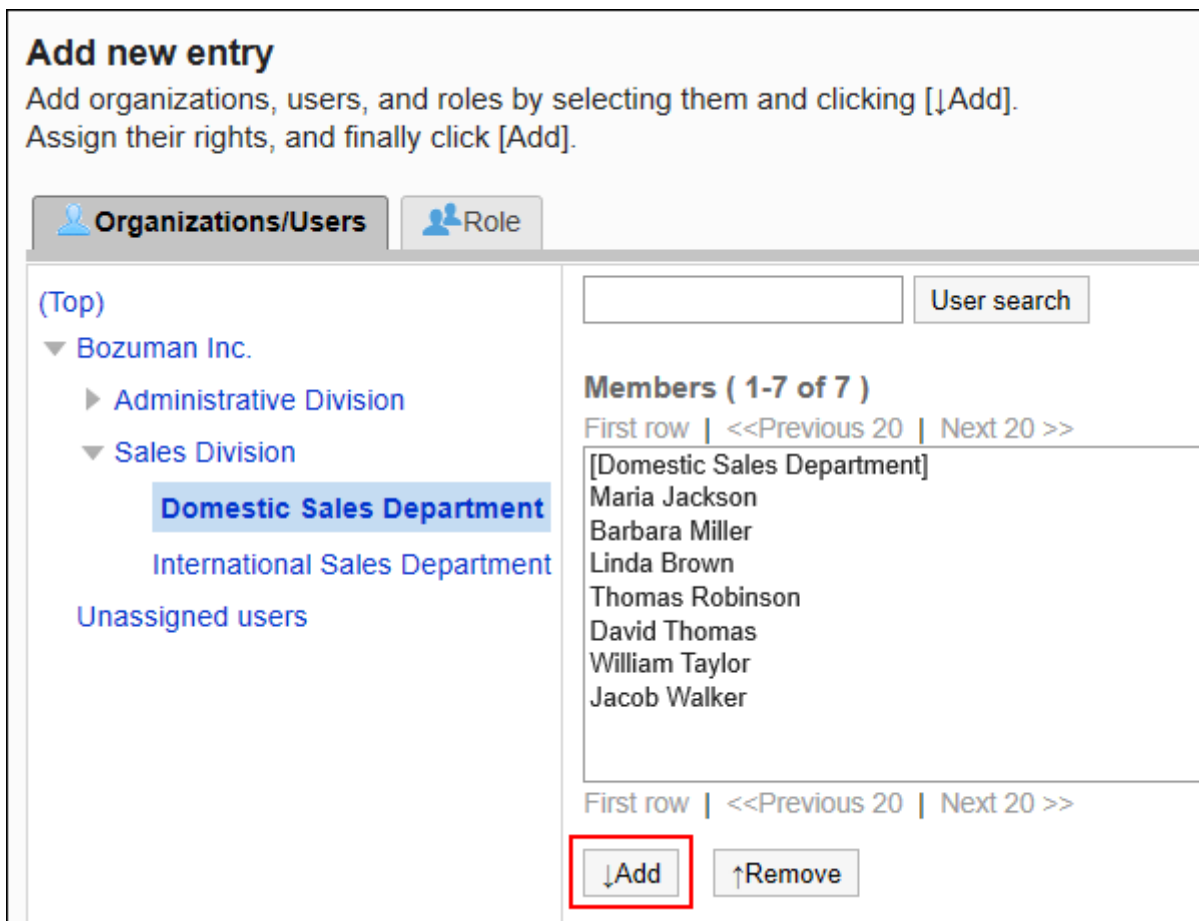 Add new entry
Add organizations, users, and roles by selecting them and clicking [↓Add].
Assign their rights, and finally click [Add].
Organizations/Users
Role
(Top)
Bozuman Inc.
Administrative Division
Sales Division
Domestic Sales Department
International Sales Department
Unassigned users
User search
Members ( 1-7 of 7 )
First row | <<Previous 20 | Next 20 >>
[Domestic Sales Department]
Maria Jackson
Barbara Miller
Linda Brown
Thomas Robinson
David Thomas
William Taylor
Jacob Walker
First row | <<Previous 20 | Next 20 >>
↓Add
↑Remove